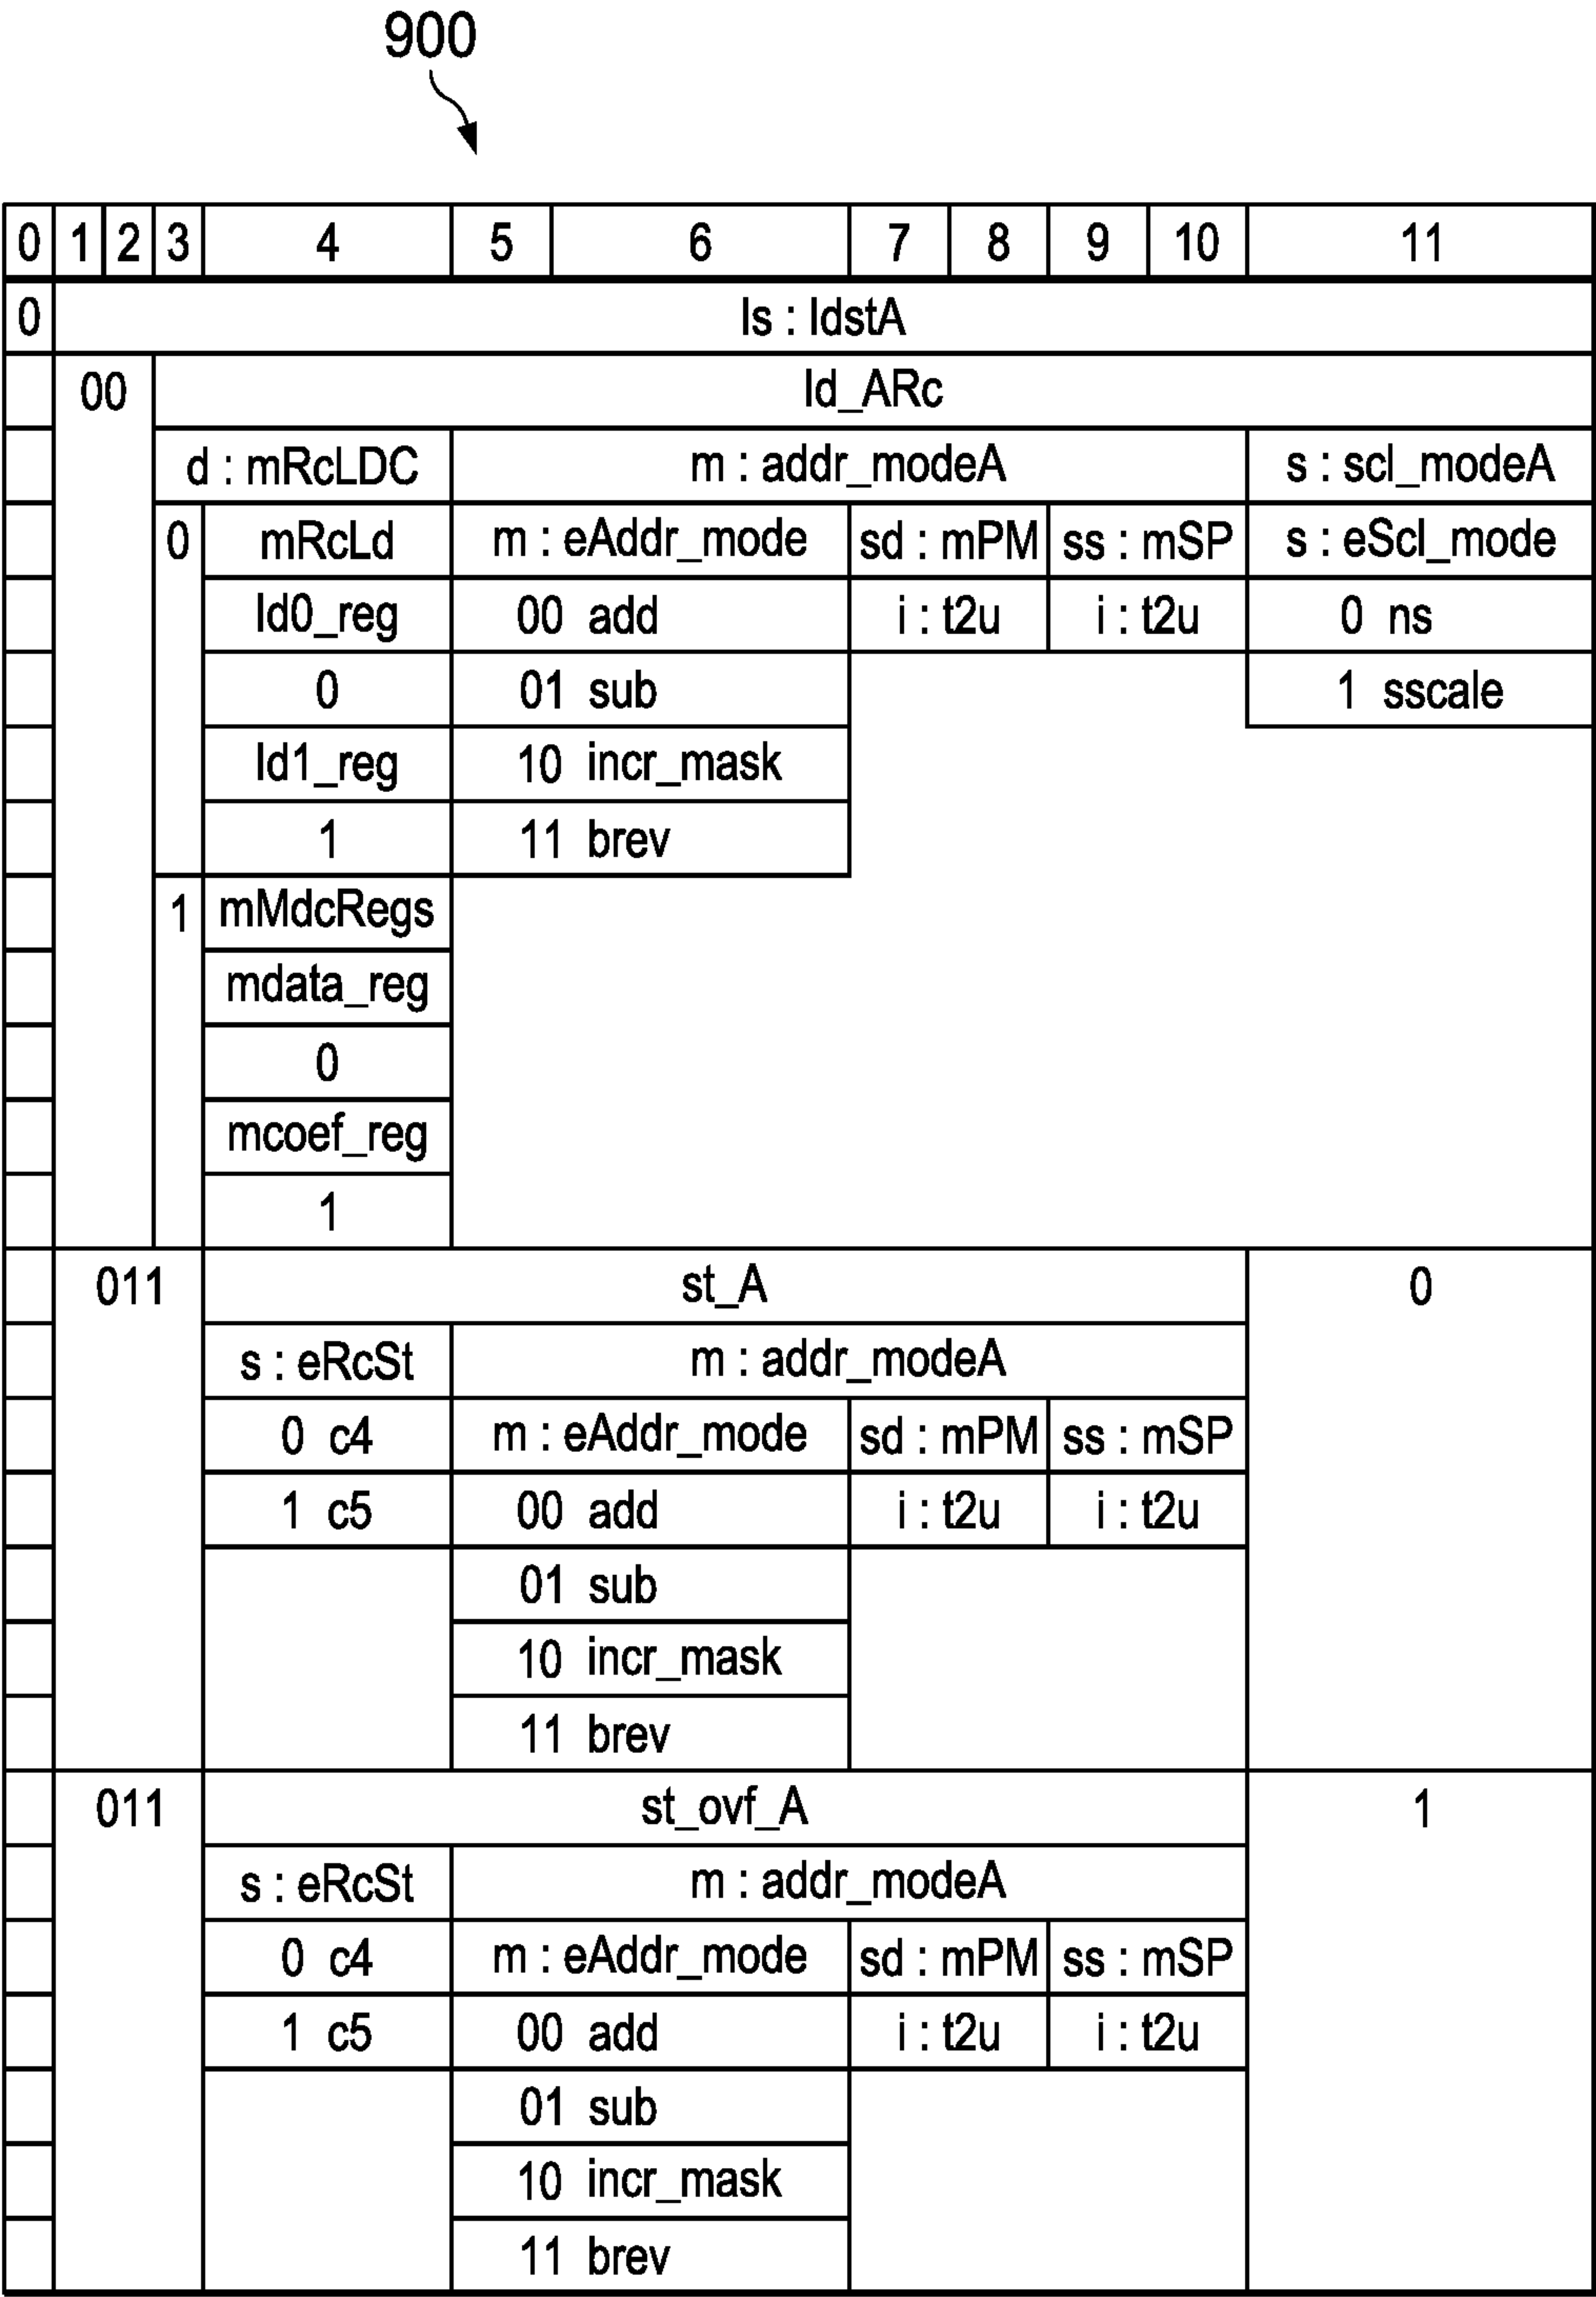 900
0 1 2 3 4 5 6 7 8 9 10 11
0 ls : ldstA
00 ld_ARc
d : mRcLDC m : addr_modeA s : scl_modeA
0 mRcLd m : eAddr_mode sd : mPM ss : mSP s : eScl_mode
ld0_reg 00 add i : t2u i : t2u 0 ns
0 01 sub 1 sscale
ld1_reg 10 incr_mask
1 11 brev
1 mMdcRegs
mdata_reg
0
mcoef_reg
1
011 st_A 0
s : eRcSt m : addr_modeA
0 c4 m : eAddr_mode sd : mPM ss : mSP
1 c5 00 add i : t2u i : t2u
01 sub
10 incr_mask
11 brev
011 st_ovf_A 1
s : eRcSt m : addr_modeA
0 c4 m : eAddr_mode sd : mPM ss : mSP
1 c5 00 add i : t2u i : t2u
01 sub
10 incr_mask
11 brev